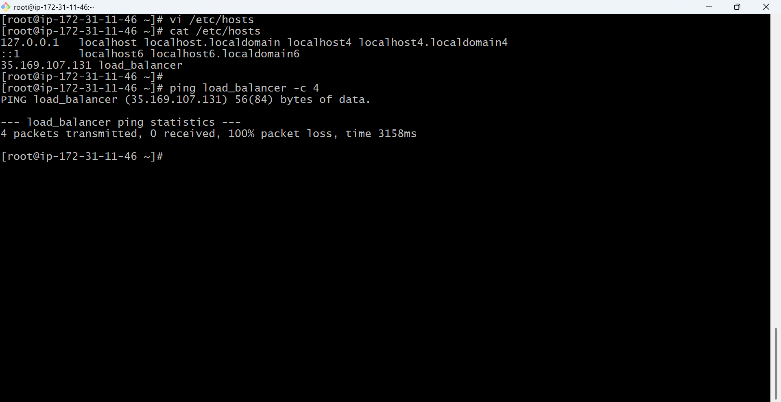 root@ip-172-31-11-46:~
[root@ip-172-31-11-46 ~]# vi /etc/hosts
[root@ip-172-31-11-46 ~]# cat /etc/hosts
127.0.0.1   localhost localhost.localdomain localhost4 localhost4.localdomain4
::1         localhost6 localhost6.localdomain6
35.169.107.131 load_balancer
[root@ip-172-31-11-46 ~]#
[root@ip-172-31-11-46 ~]# ping load_balancer -c 4
PING load_balancer (35.169.107.131) 56(84) bytes of data.
--- load_balancer ping statistics ---
4 packets transmitted, 0 received, 100% packet loss, time 3158ms
[root@ip-172-31-11-46 ~]#